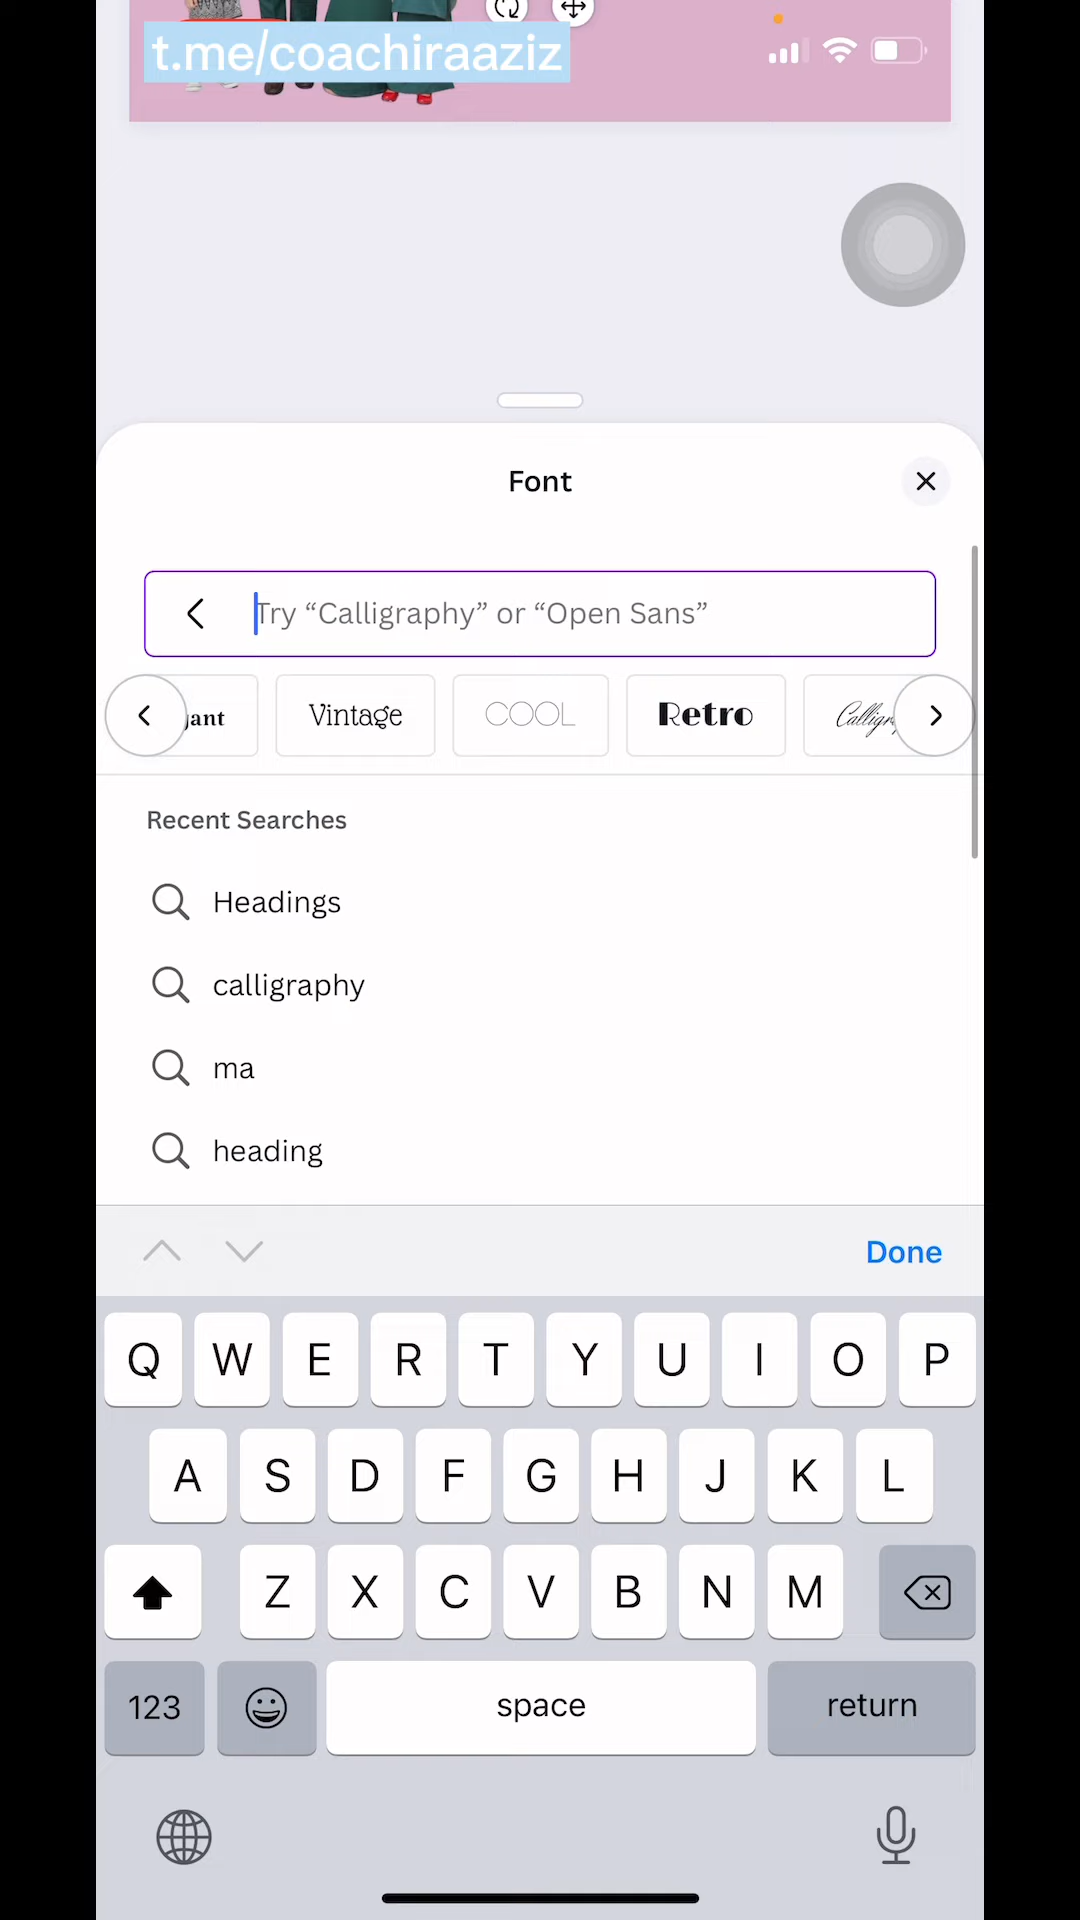 t.me/coachiraaziz
Font
Try “Calligraphy” or “Open Sans”
Vintage
COOL
Retro
Recent Searches
Headings
calligraphy
ma
heading
Done
Q W E R T Y U I O P
A S D F G H J K L
Z X C V B N M
123
space
return